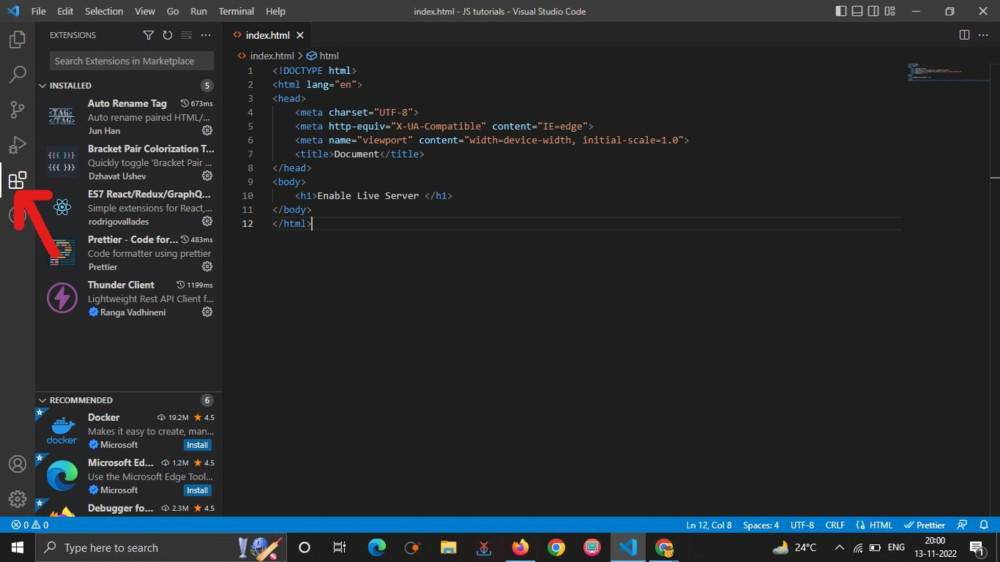 File Edit Selection View Go Run Terminal Help
index.html - JS tutorials - Visual Studio Code
EXTENSIONS
Search Extensions in Marketplace
INSTALLED 5
Auto Rename Tag 673ms
Auto rename paired HTML/...
Jun Han
Bracket Pair Colorization T...
Quickly toggle 'Bracket Pair ...
Dzhavat Ushev
ES7 React/Redux/GraphQ...
Simple extensions for React,...
rodrigovallades
Prettier - Code for... 483ms
Code formatter using prettier
Prettier
Thunder Client 1199ms
Lightweight Rest API Client f...
Ranga Vadhineni
RECOMMENDED 6
Docker 19.2M 4.5
Makes it easy to create, man...
Microsoft Install
docker
Microsoft Ed... 1.2M 4.5
Use the Microsoft Edge Tool...
Microsoft Install
Debugger fo... 2.3M 4.5
index.html
index.html > html
1 <!DOCTYPE html>
2 <html lang="en">
3 <head>
4 <meta charset="UTF-8">
5 <meta http-equiv="X-UA-Compatible" content="IE=edge">
6 <meta name="viewport" content="width=device-width, initial-scale=1.0">
7 <title>Document</title>
8 </head>
9 <body>
10 <h1>Enable Live Server </h1>
11 </body>
12 </html>
0 0
Ln 12, Col 8 Spaces: 4 UTF-8 CRLF HTML Prettier
Type here to search
24°C ENG
20:00
13-11-2022
1